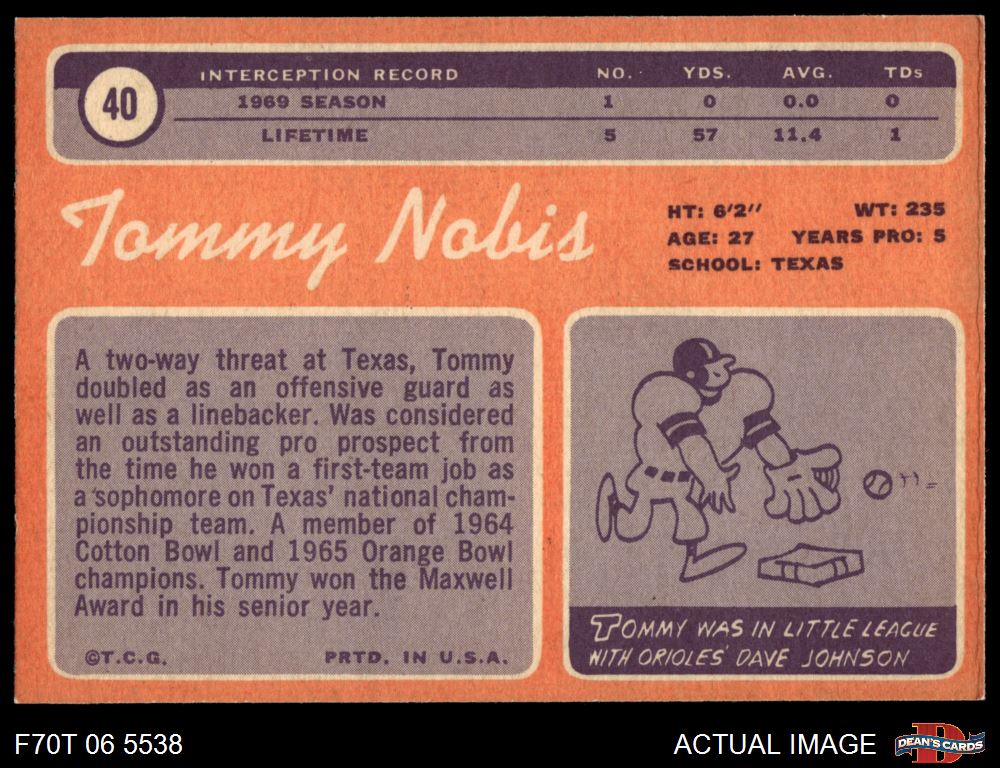 40
INTERCEPTION RECORD NO. YDS. AVG. TDs
1969 SEASON 1 0 0.0 0
LIFETIME 5 57 11.4 1
Tommy Nobis
HT: 6'2" WT: 235
AGE: 27 YEARS PRO: 5
SCHOOL: TEXAS
A two-way threat at Texas, Tommy
doubled as an offensive guard as
well as a linebacker. Was considered
an outstanding pro prospect from
the time he won a first-team job as
a sophomore on Texas' national cham-
pionship team. A member of 1964
Cotton Bowl and 1965 Orange Bowl
champions. Tommy won the Maxwell
Award in his senior year.
©T.C.G. PRTD. IN U.S.A.
TOMMY WAS IN LITTLE LEAGUE
WITH ORIOLES' DAVE JOHNSON
F70T 06 5538
ACTUAL IMAGE
D
DEAN'S CARDS